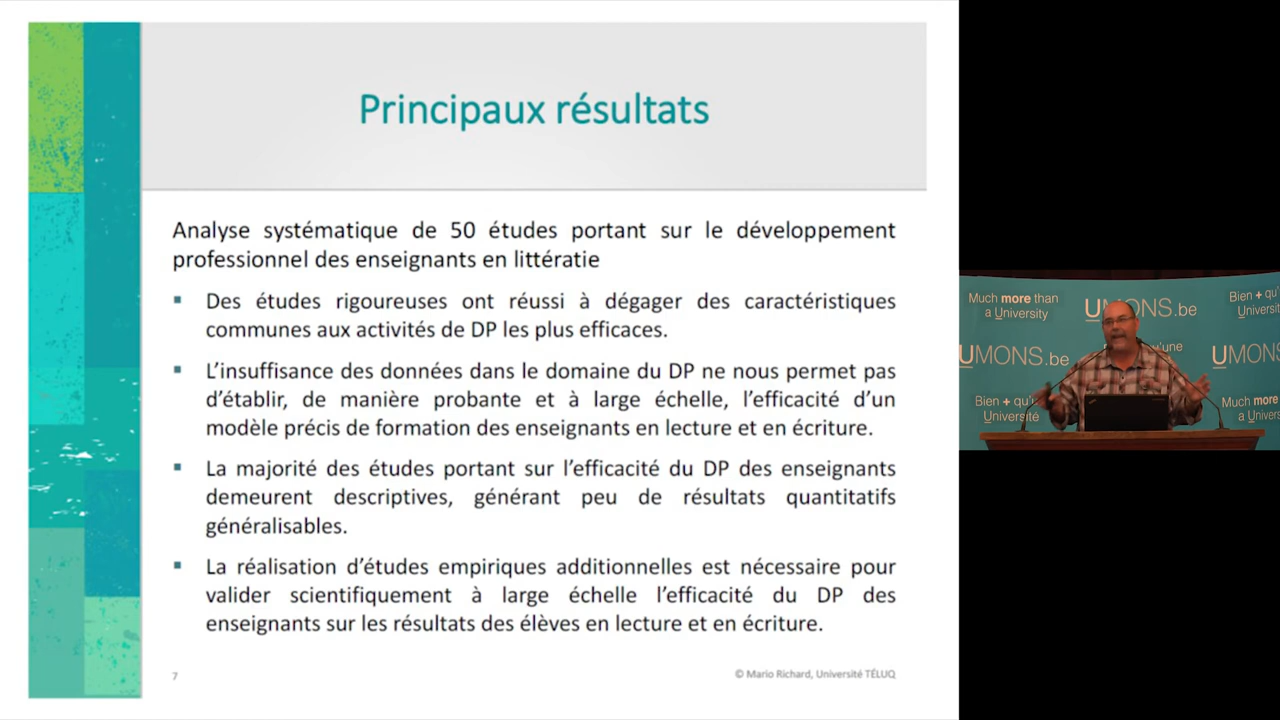 Principaux résultats
Analyse systématique de 50 études portant sur le développement
professionnel des enseignants en littératie
▪ Des études rigoureuses ont réussi à dégager des caractéristiques
communes aux activités de DP les plus efficaces.
▪ L’insuffisance des données dans le domaine du DP ne nous permet pas
d’établir, de manière probante et à large échelle, l’efficacité d’un
modèle précis de formation des enseignants en lecture et en écriture.
▪ La majorité des études portant sur l’efficacité du DP des enseignants
demeurent descriptives, générant peu de résultats quantitatifs
généralisables.
▪ La réalisation d’études empiriques additionnelles est nécessaire pour
valider scientifiquement à large échelle l’efficacité du DP des
enseignants sur les résultats des élèves en lecture et en écriture.
7
© Mario Richard, Université TÉLUQ
Much more than
a University
UMONS.be
Bien + qu'
Universit
UMONS.be
qu'une
UMON
Bien + qu'
Université
Much more
a Univers